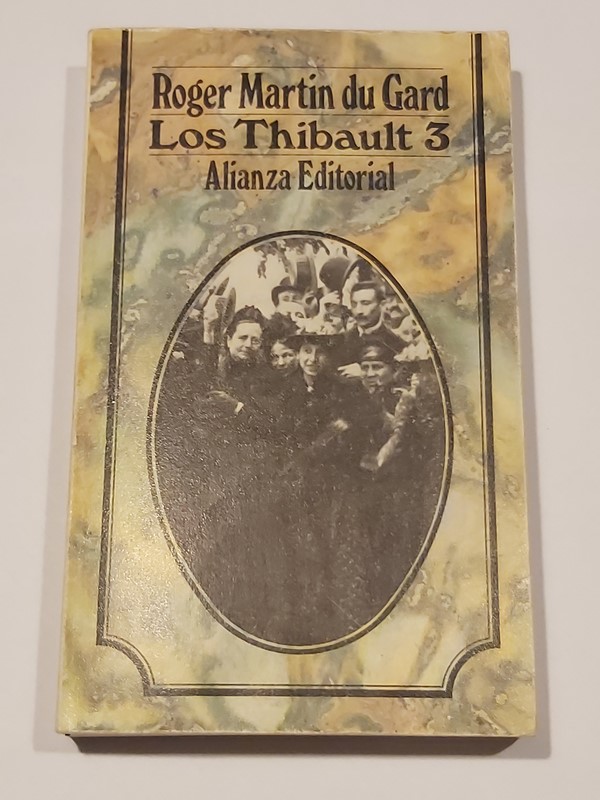 Roger Martin du Gard
Los Thibault 3
Alianza Editorial